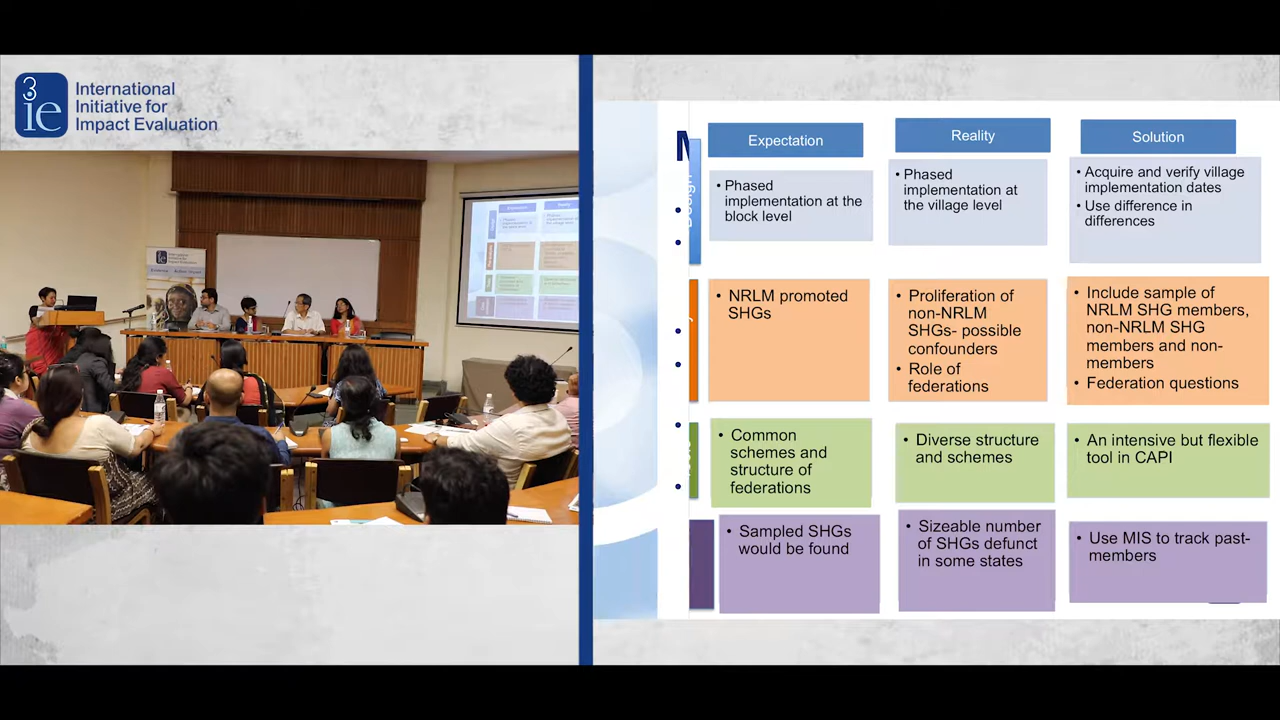 3
ie
International
Initiative for
Impact Evaluation
Expectation
Reality
Solution
• Phased
implementation at the
block level
• Phased
implementation at
the village level
• Acquire and verify village
implementation dates
• Use difference in
differences
• NRLM promoted
SHGs
• Proliferation of
non-NRLM
SHGs- possible
confounders
• Role of
federations
• Include sample of
NRLM SHG members,
non-NRLM SHG
members and non-
members
• Federation questions
• Common
schemes and
structure of
federations
• Diverse structure
and schemes
• An intensive but flexible
tool in CAPI
• Sampled SHGs
would be found
• Sizeable number
of SHGs defunct
in some states
• Use MIS to track past-
members